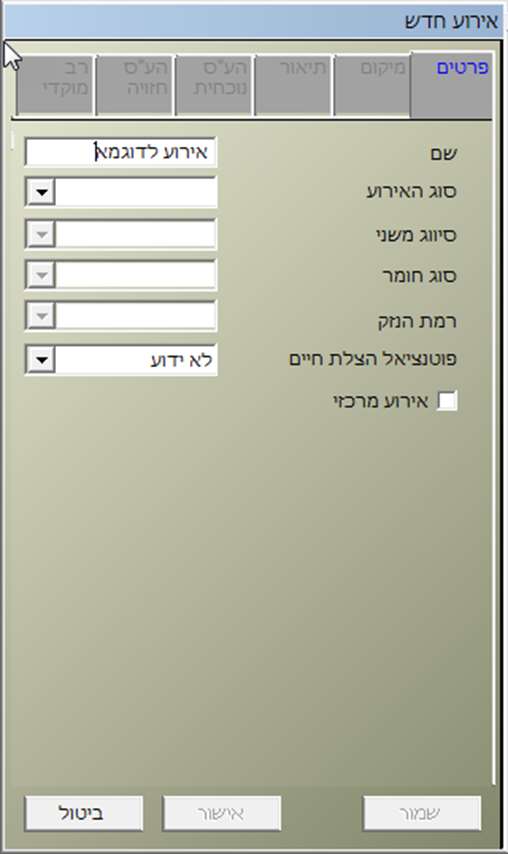 אירוע חדש
פרטים
מיקום
תיאור
הע"ס
נוכחית
הע"ס
חזויה
רב
מוקדי
שם
אירוע לדוגמא
סוג האירוע
סיווג משני
סוג חומר
רמת הנזק
פוטנציאל הצלת חיים
לא ידוע
אירוע מרכזי
שמור
אישור
ביטול